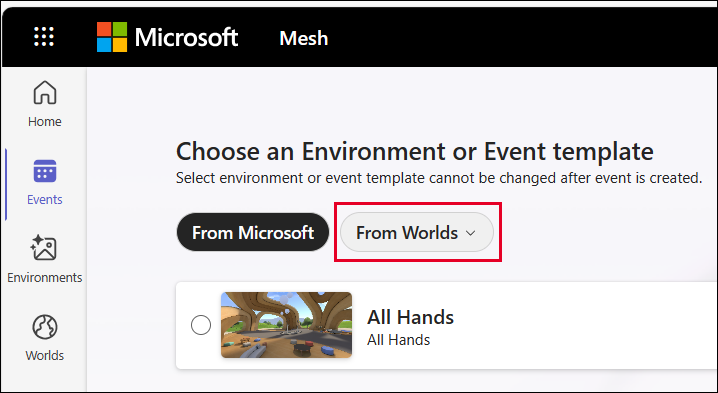 Microsoft Mesh
Home
Events
Environments
Worlds
Choose an Environment or Event template
Select environment or event template cannot be changed after event is created.
From Microsoft From Worlds
All Hands
All Hands